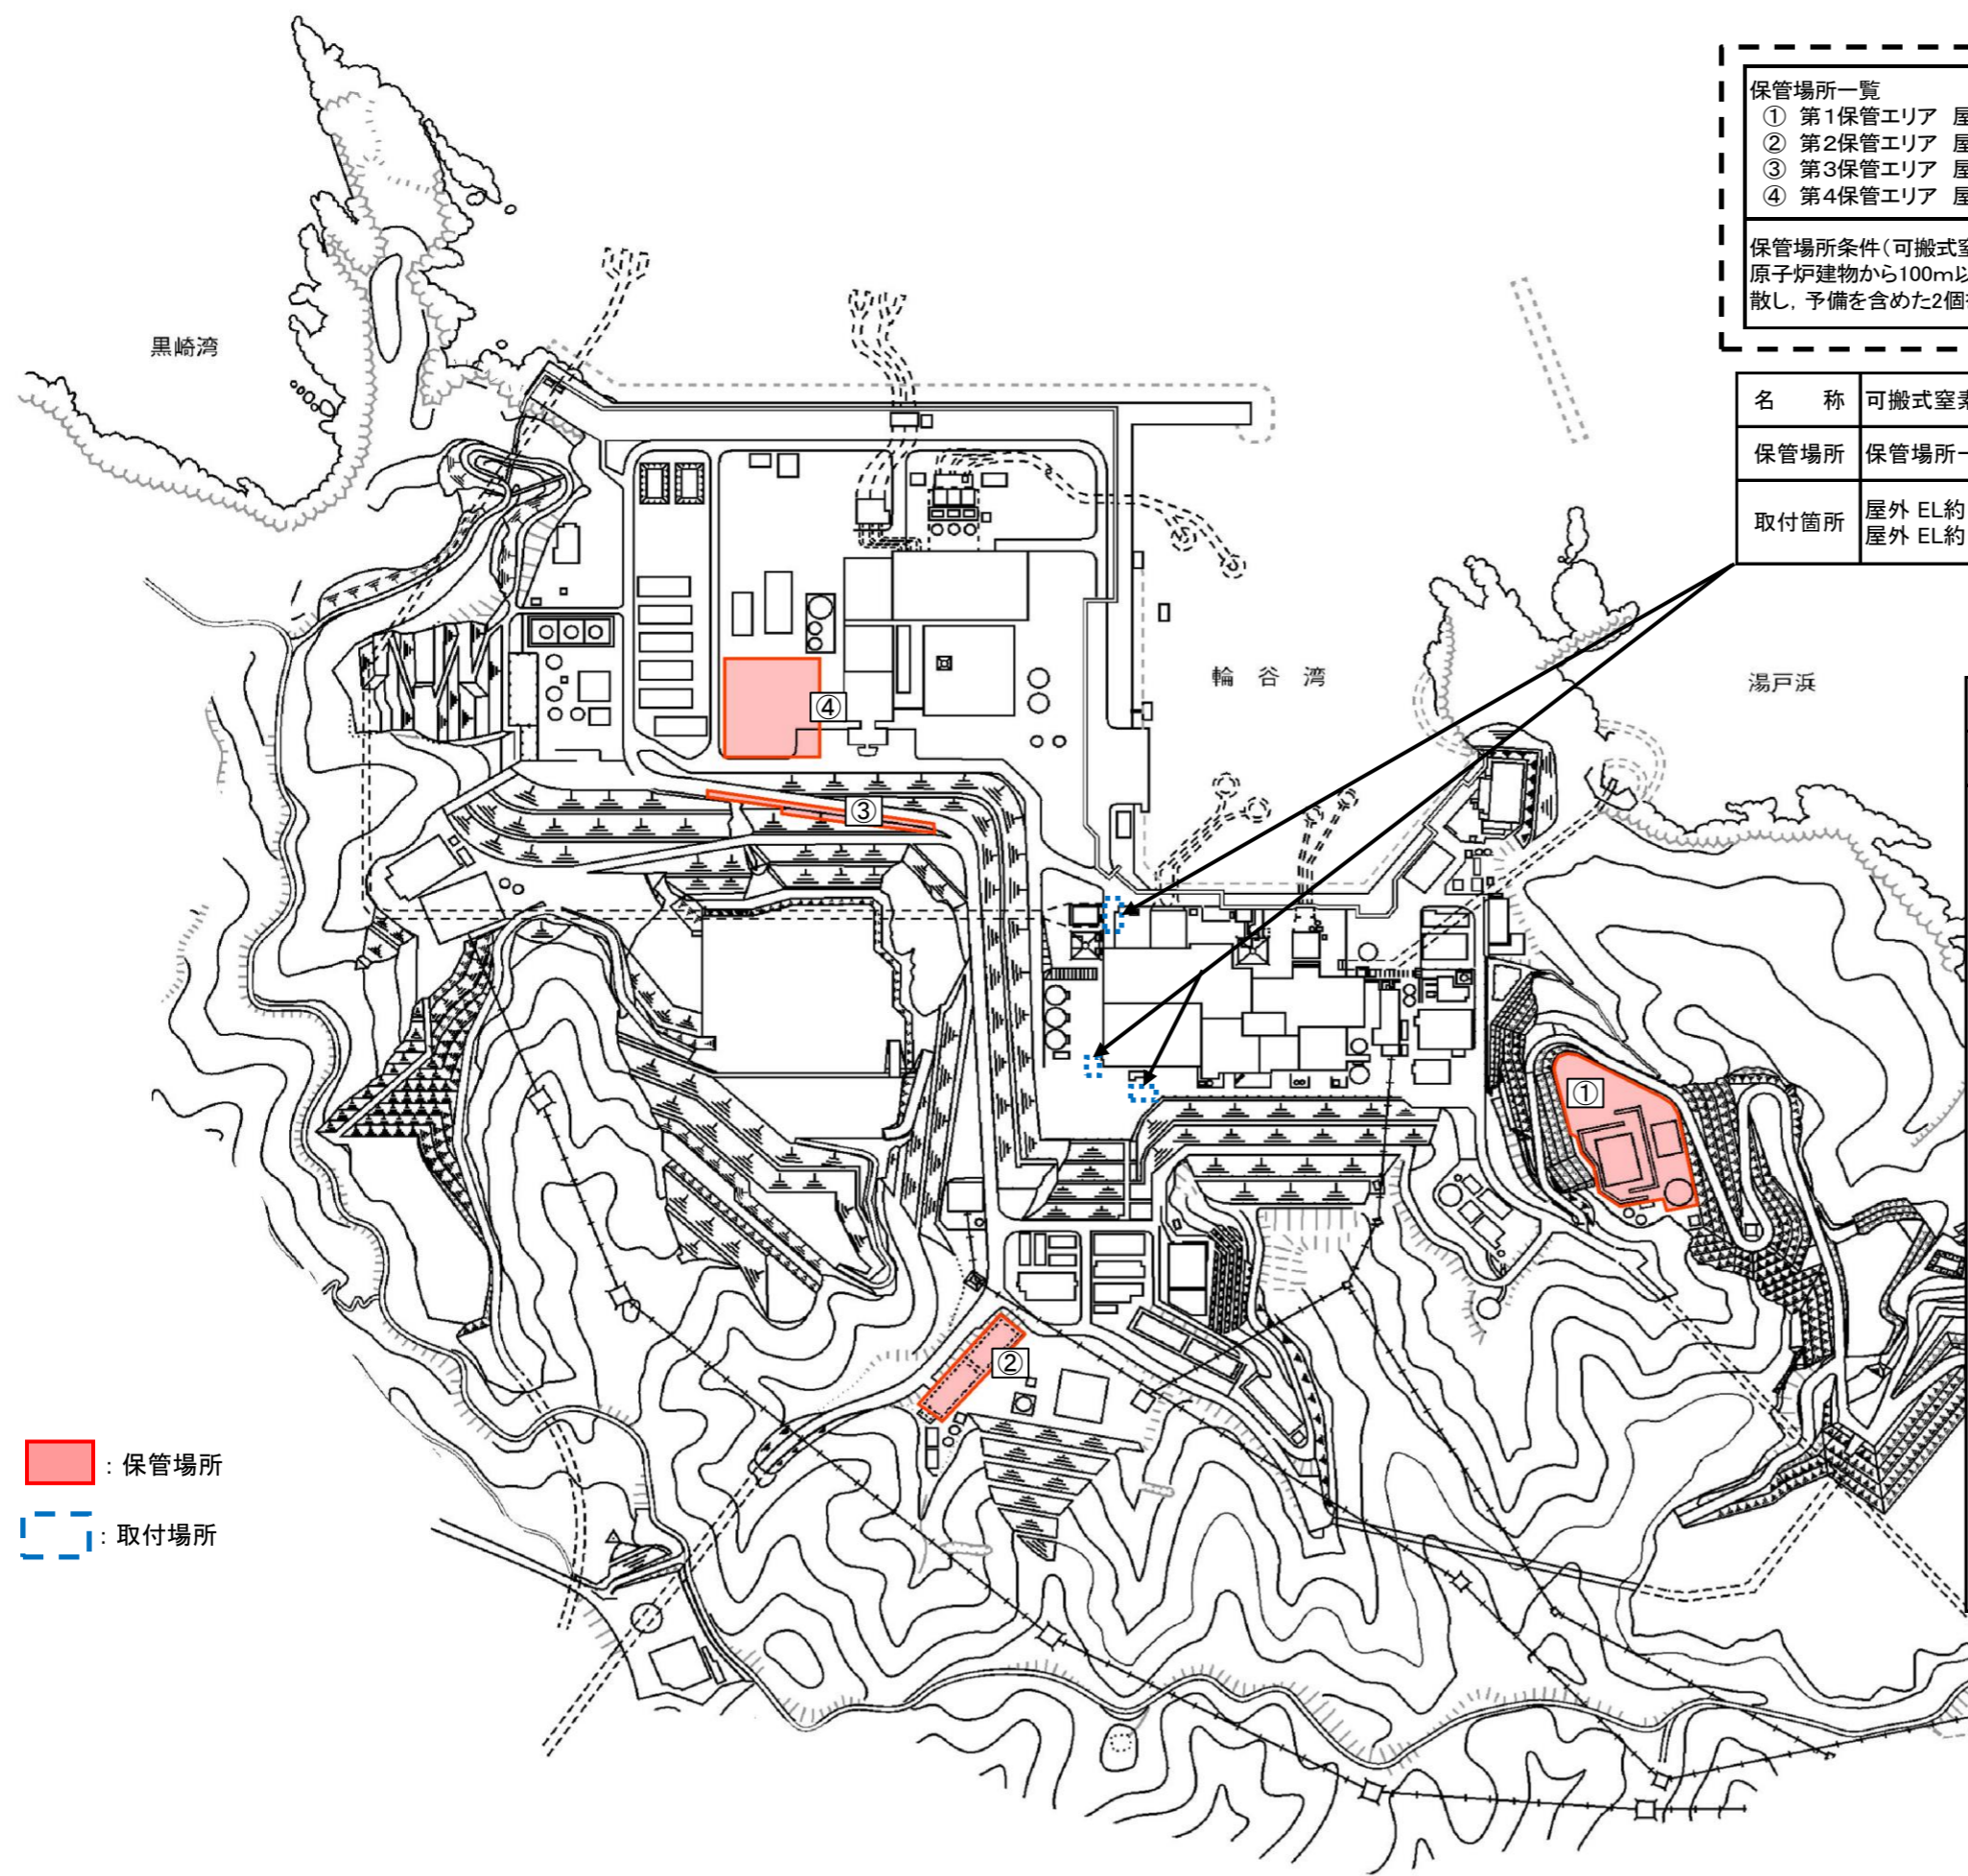 保管場所一覧
① 第1保管エリア 屋
② 第2保管エリア 屋
③ 第3保管エリア 屋
④ 第4保管エリア 屋
保管場所条件(可搬式窒
原子炉建物から100m以
散し,予備を含めた2個
名 称 可搬式窒素
保管場所 保管場所一
取付箇所 屋外 EL約
屋外 EL約
黒崎湾
輪谷湾
湯戸浜
④
③
①
②
:保管場所
:取付場所